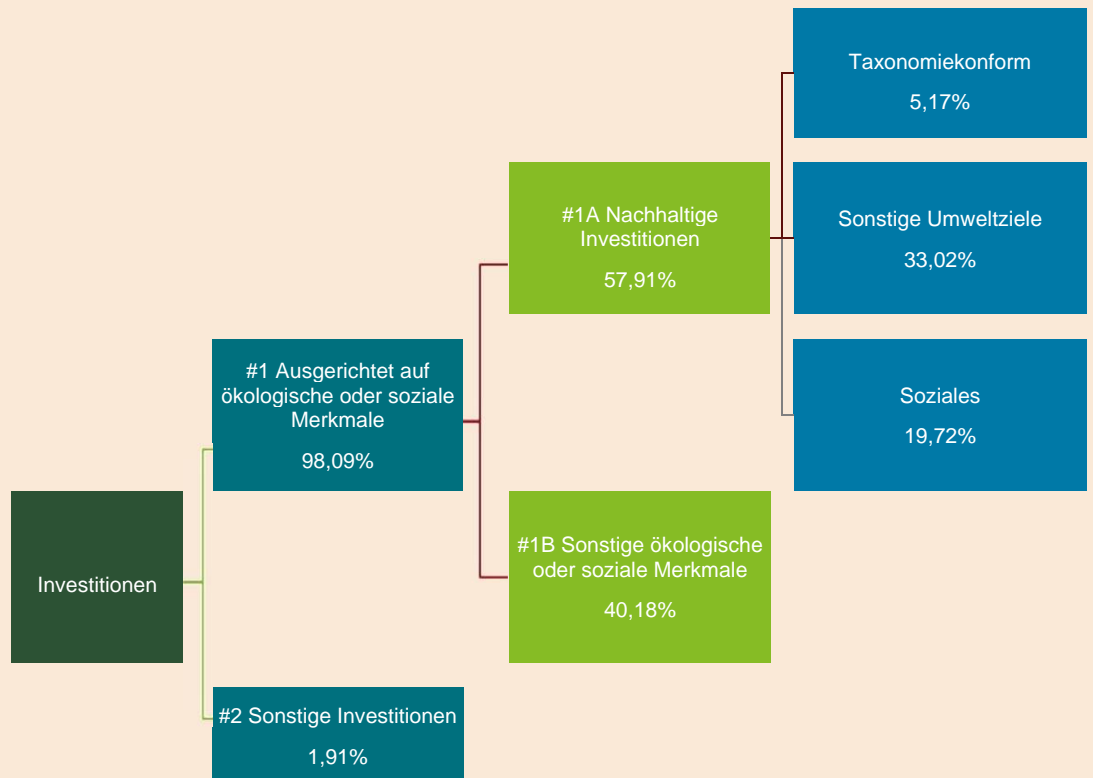 Taxonomiekonform
5,17%
#1A Nachhaltige
Investitionen
57,91%
Sonstige Umweltziele
33,02%
#1 Ausgerichtet auf
ökologische oder soziale
Merkmale
98,09%
Soziales
19,72%
Investitionen
#1B Sonstige ökologische
oder soziale Merkmale
40,18%
#2 Sonstige Investitionen
1,91%